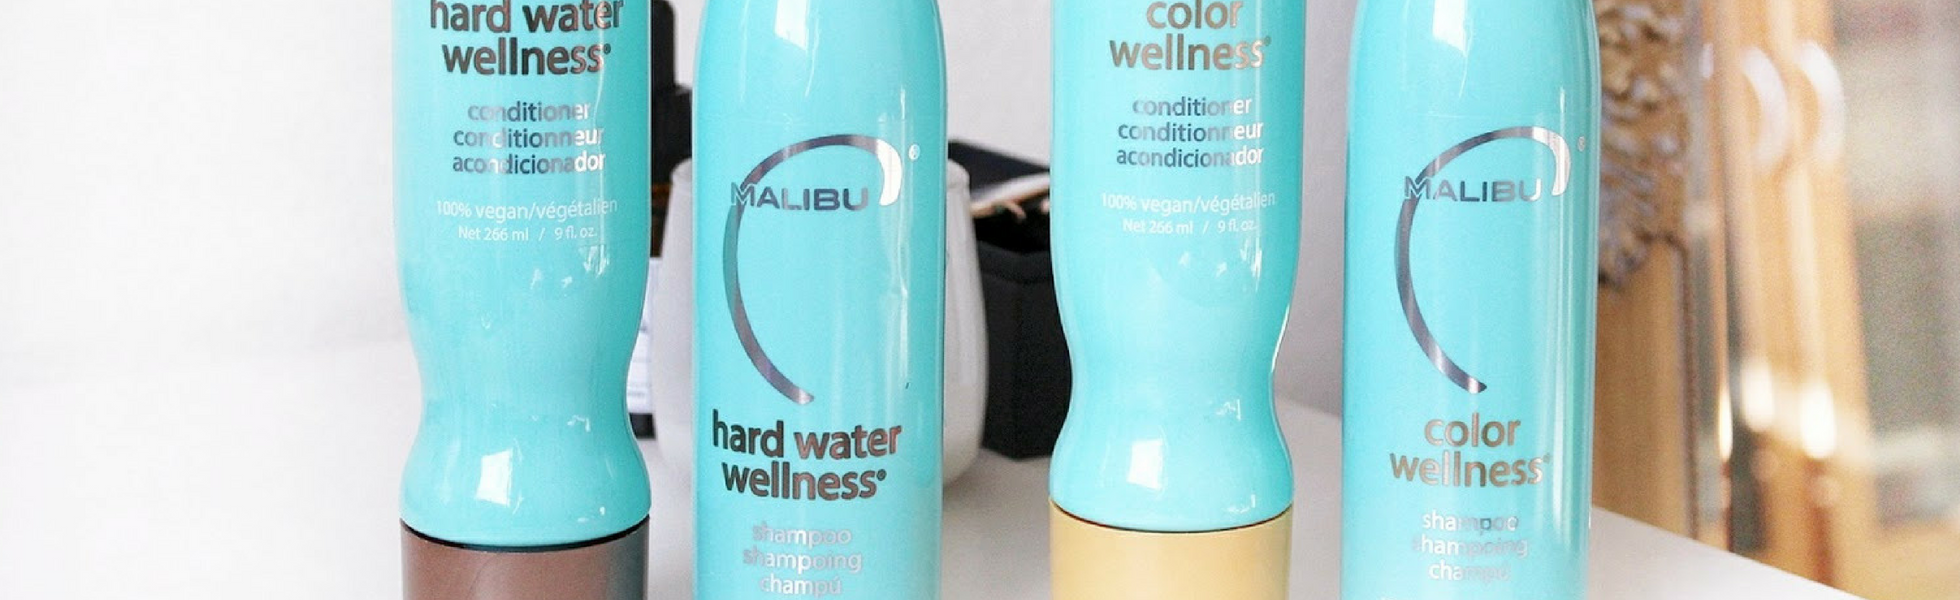 hard water
wellness®
conditioner
conditionneur
acondicionador
100% vegan/végétalien
Net 266 ml / 9 fl. oz.
MALIBU C®
hard water
wellness®
shampoo
shampoing
champú
color
wellness®
conditioner
conditionneur
acondicionador
100% vegan/végétalien
Net 266 ml / 9 fl. oz.
MALIBU C®
color
wellness®
shampoo
shampoing
champú